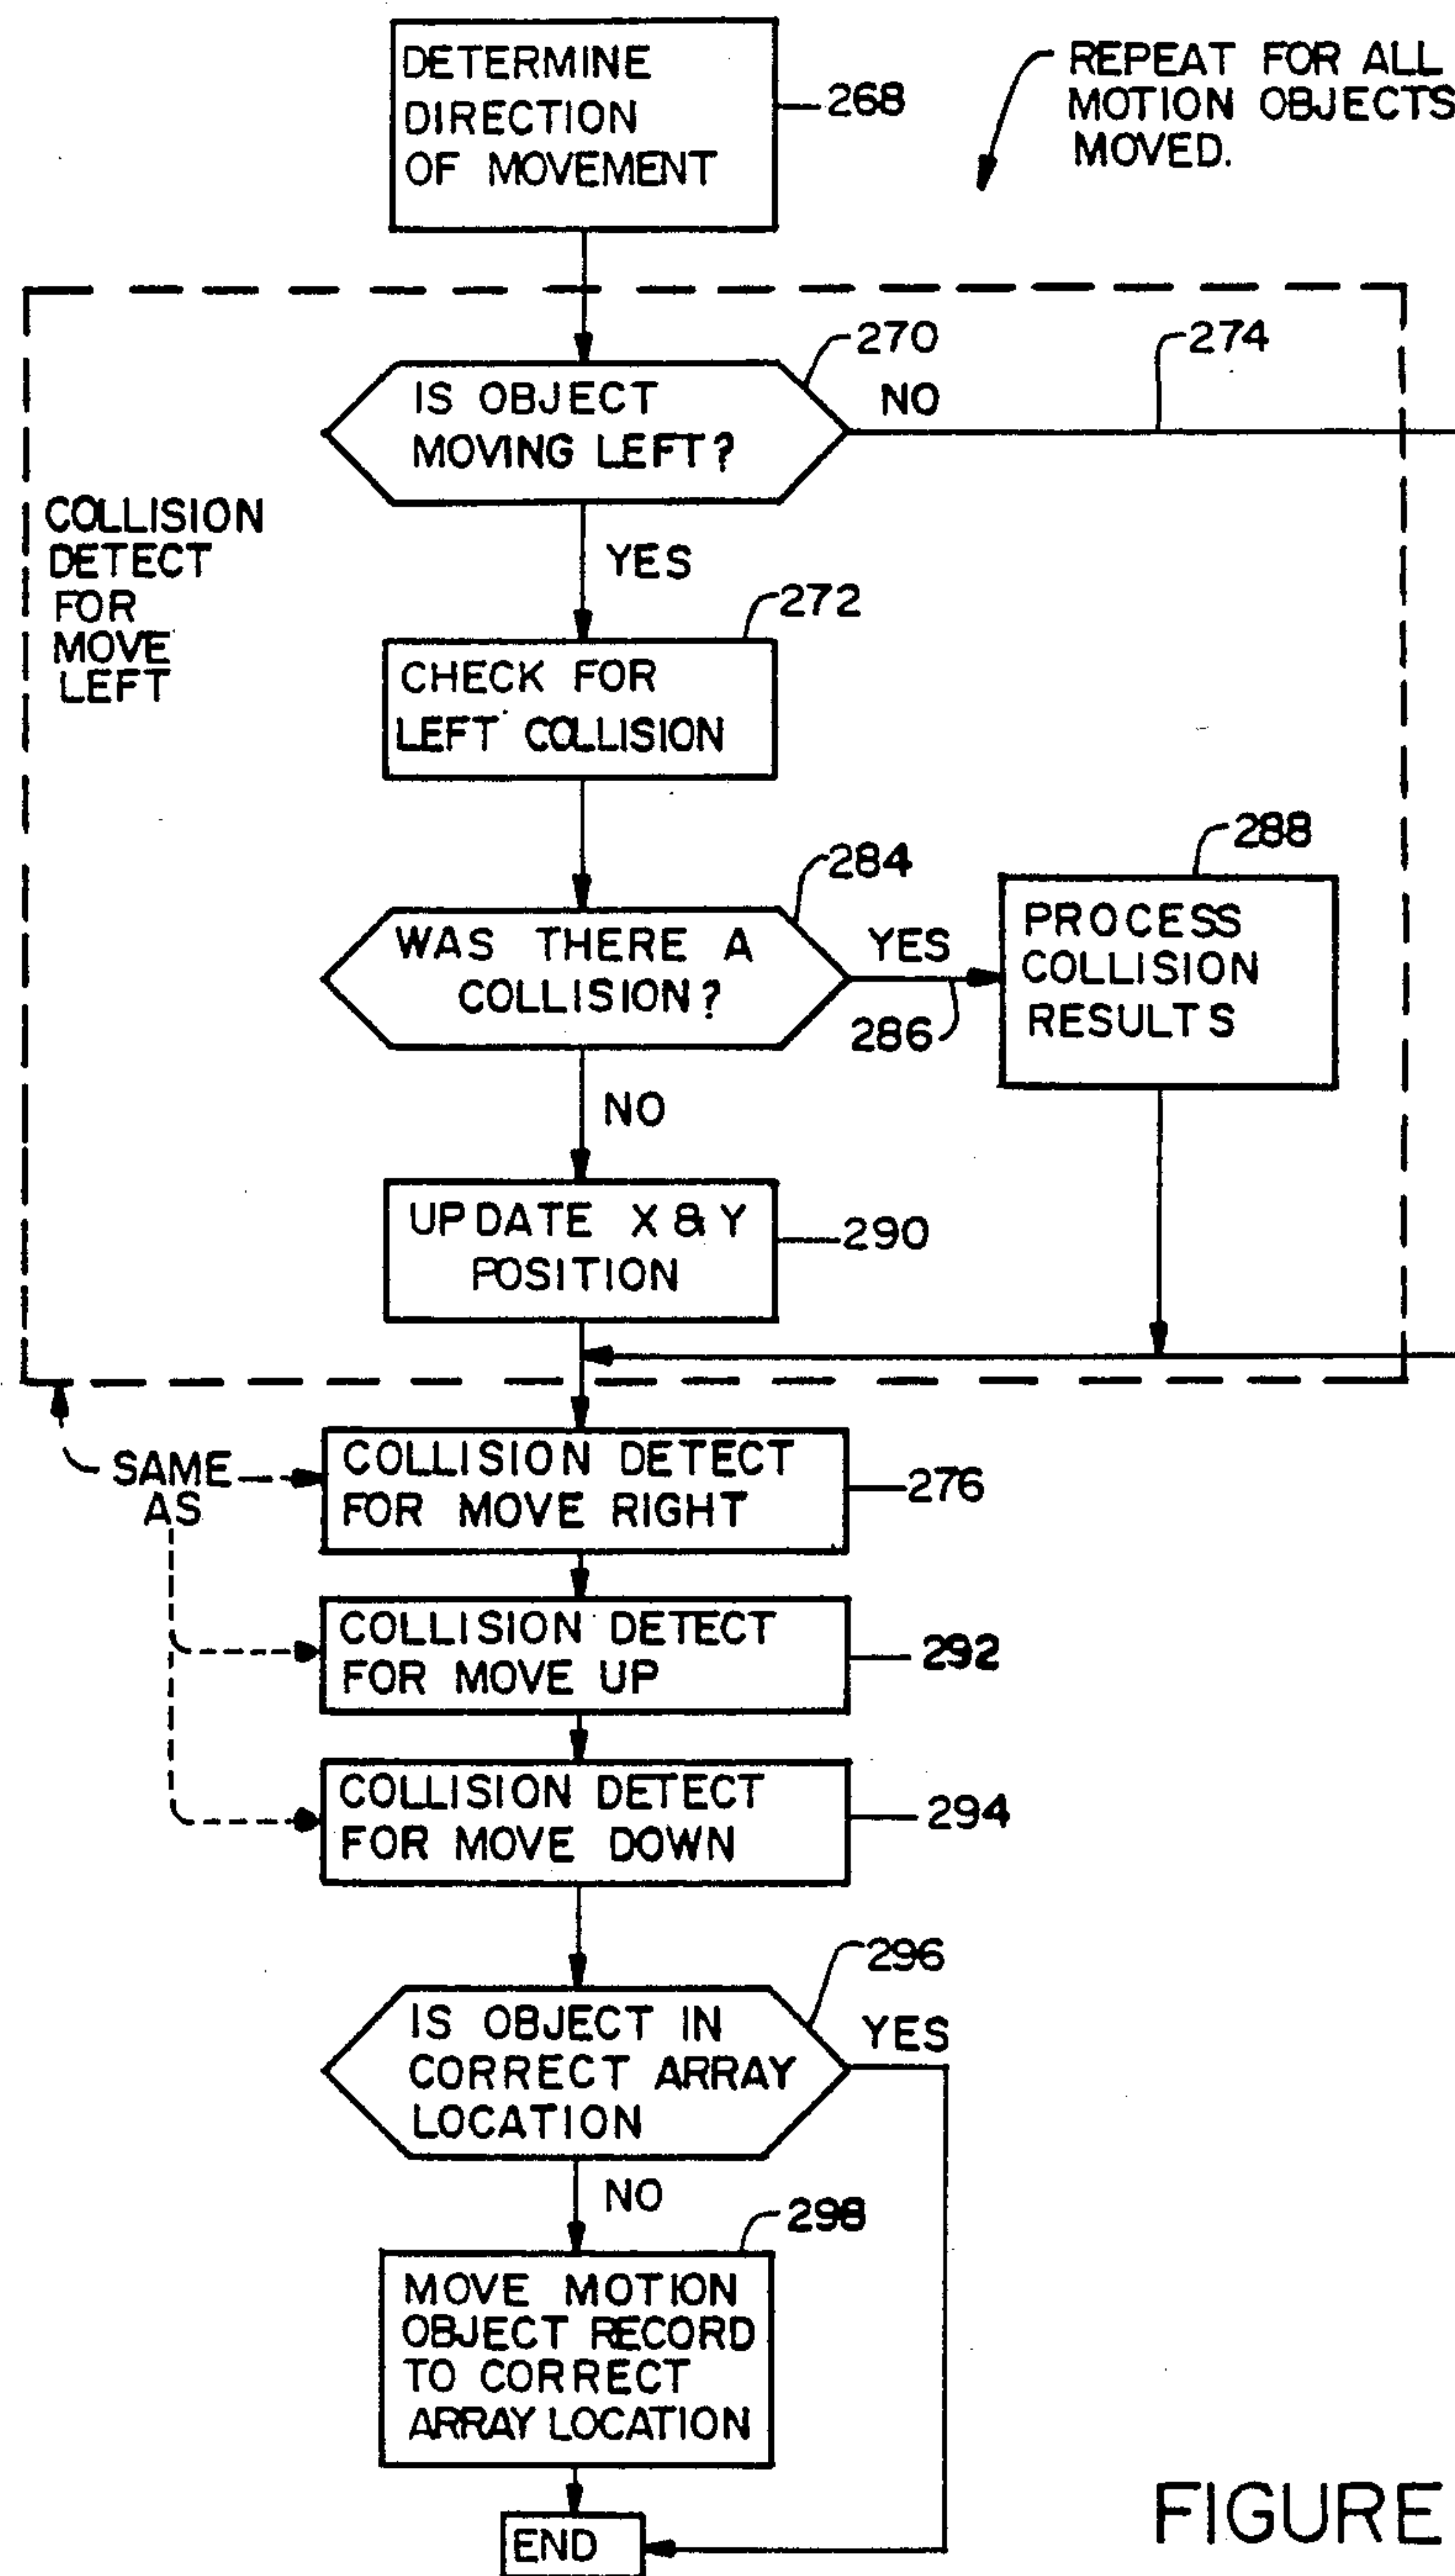 DETERMINE
DIRECTION
OF MOVEMENT
268
REPEAT FOR ALL
MOTION OBJECTS
MOVED.
270
274
IS OBJECT
MOVING LEFT?
NO
COLLISION
DETECT
FOR
MOVE
LEFT
YES
272
CHECK FOR
LEFT COLLISION
284
288
WAS THERE A
COLLISION?
YES
286
PROCESS
COLLISION
RESULTS
NO
UPDATE X & Y
POSITION
290
SAME
AS
COLLISION DETECT
FOR MOVE RIGHT
276
COLLISION DETECT
FOR MOVE UP
292
COLLISION DETECT
FOR MOVE DOWN
294
296
IS OBJECT IN
CORRECT ARRAY
LOCATION
YES
NO
298
MOVE MOTION
OBJECT RECORD
TO CORRECT
ARRAY LOCATION
END
FIGURE